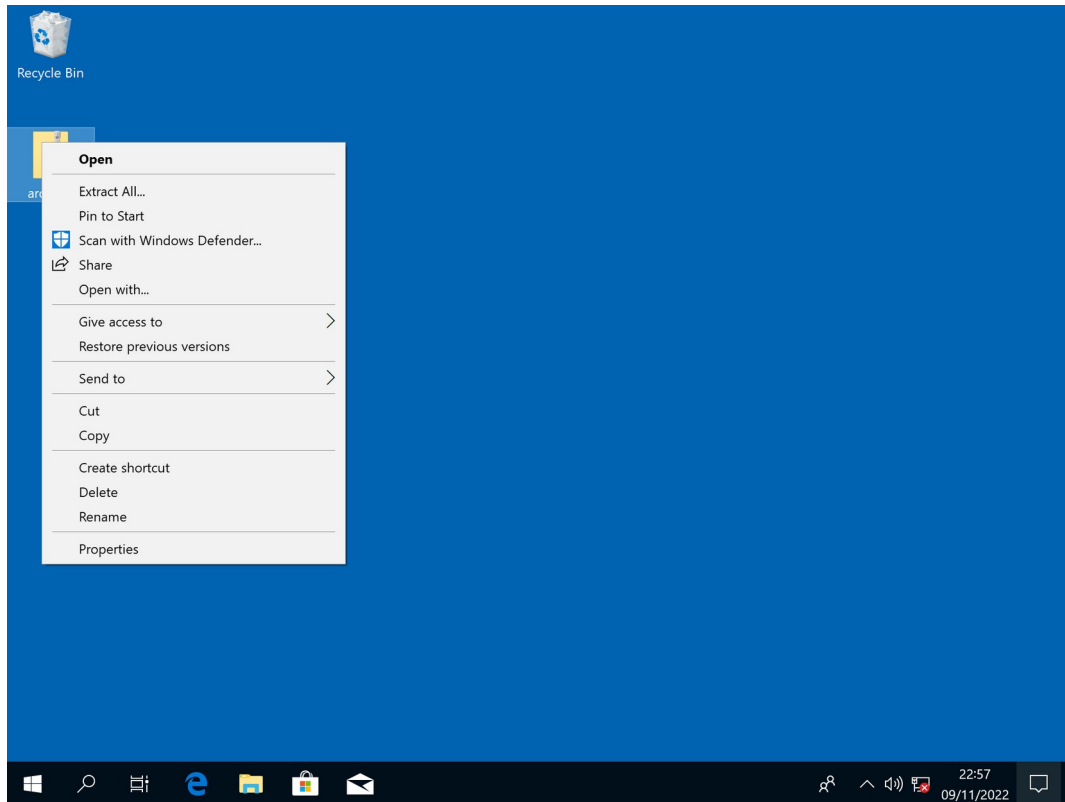 Recycle Bin
Open
Extract All...
Pin to Start
Scan with Windows Defender...
Share
Open with...
Give access to
Restore previous versions
Send to
Cut
Copy
Create shortcut
Delete
Rename
Properties
22:57
09/11/2022